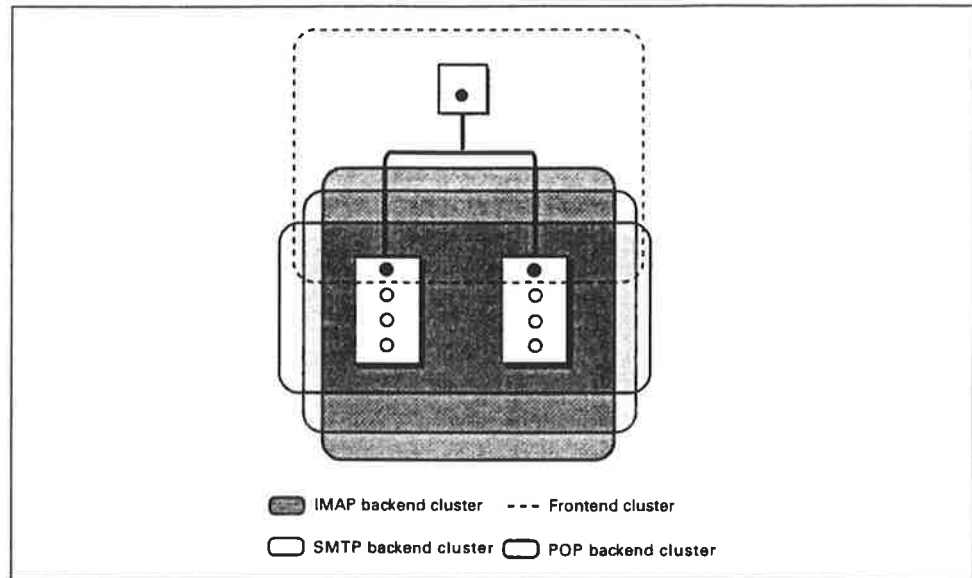 IMAP backend cluster
Frontend cluster
SMTP backend cluster
POP backend cluster